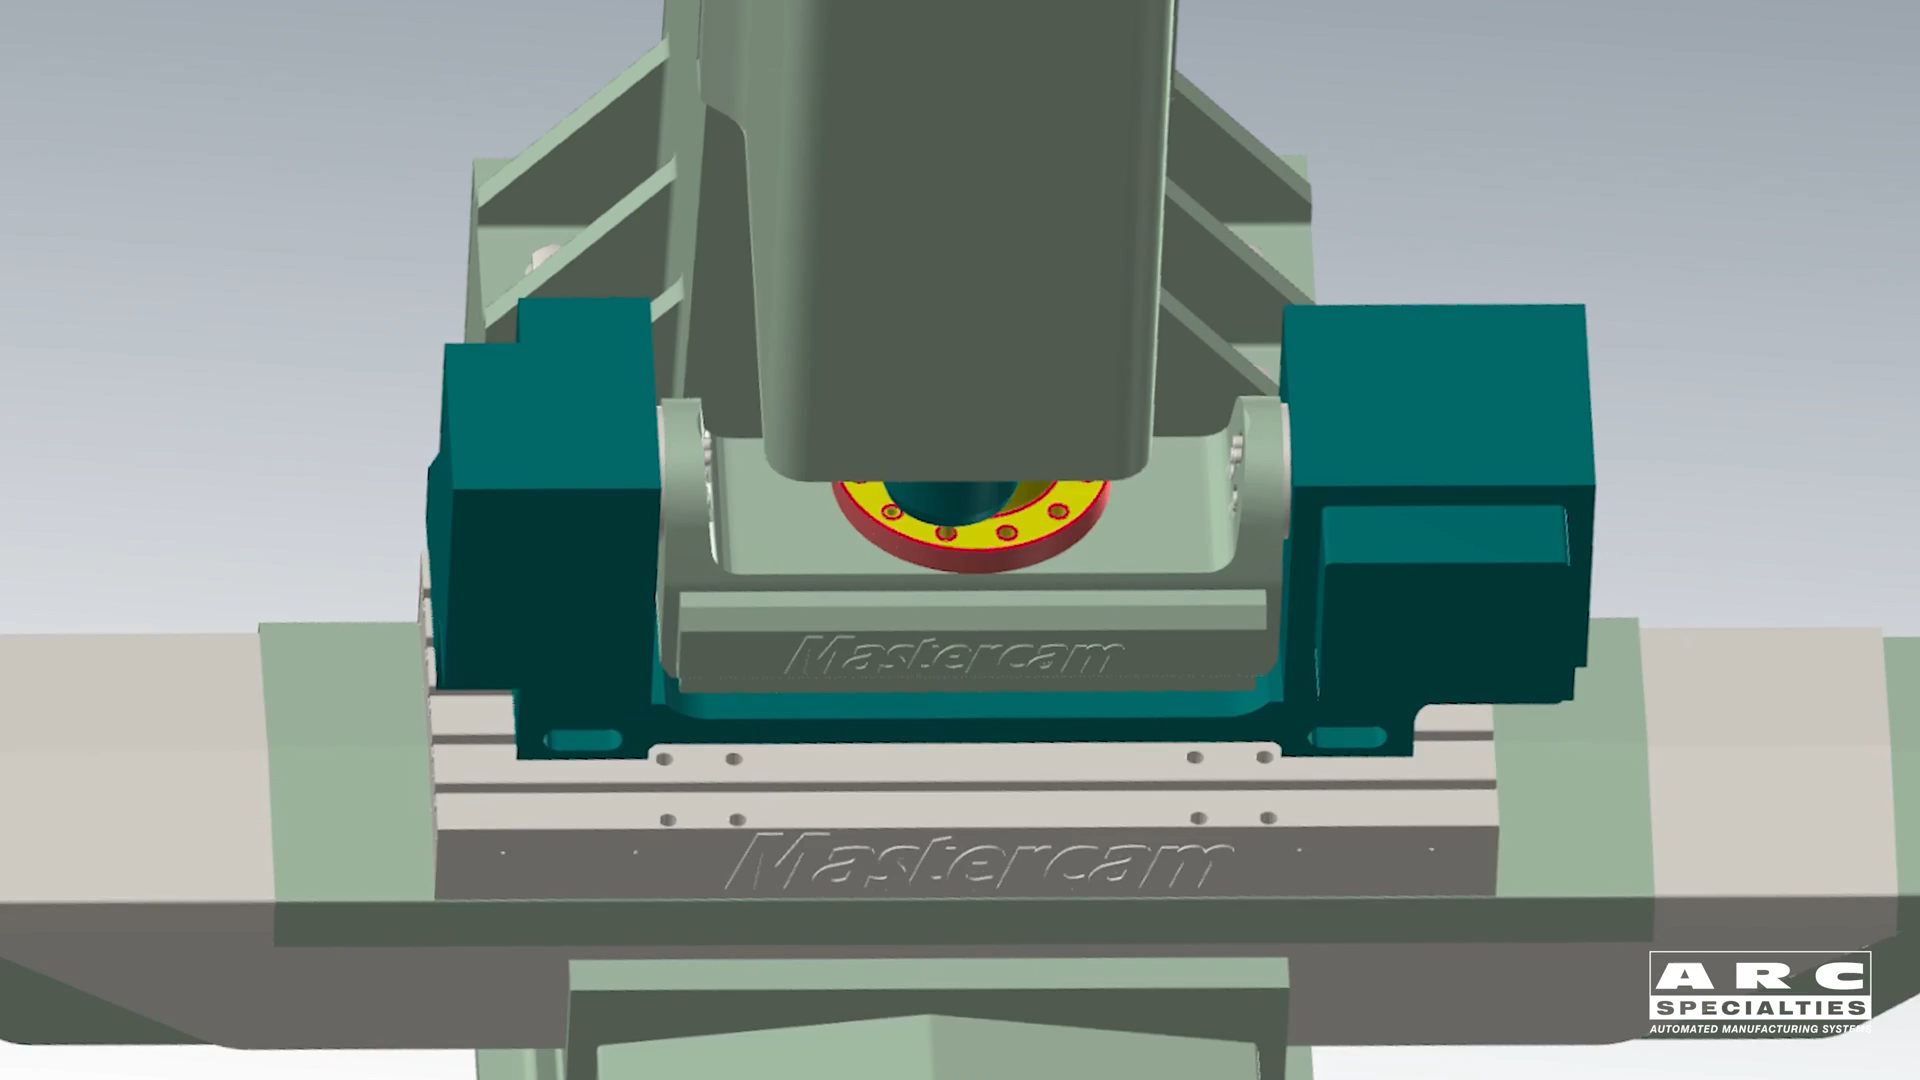 Mastercam
Mastercam
ARC
SPECIALTIES
AUTOMATED MANUFACTURING SYSTEMS